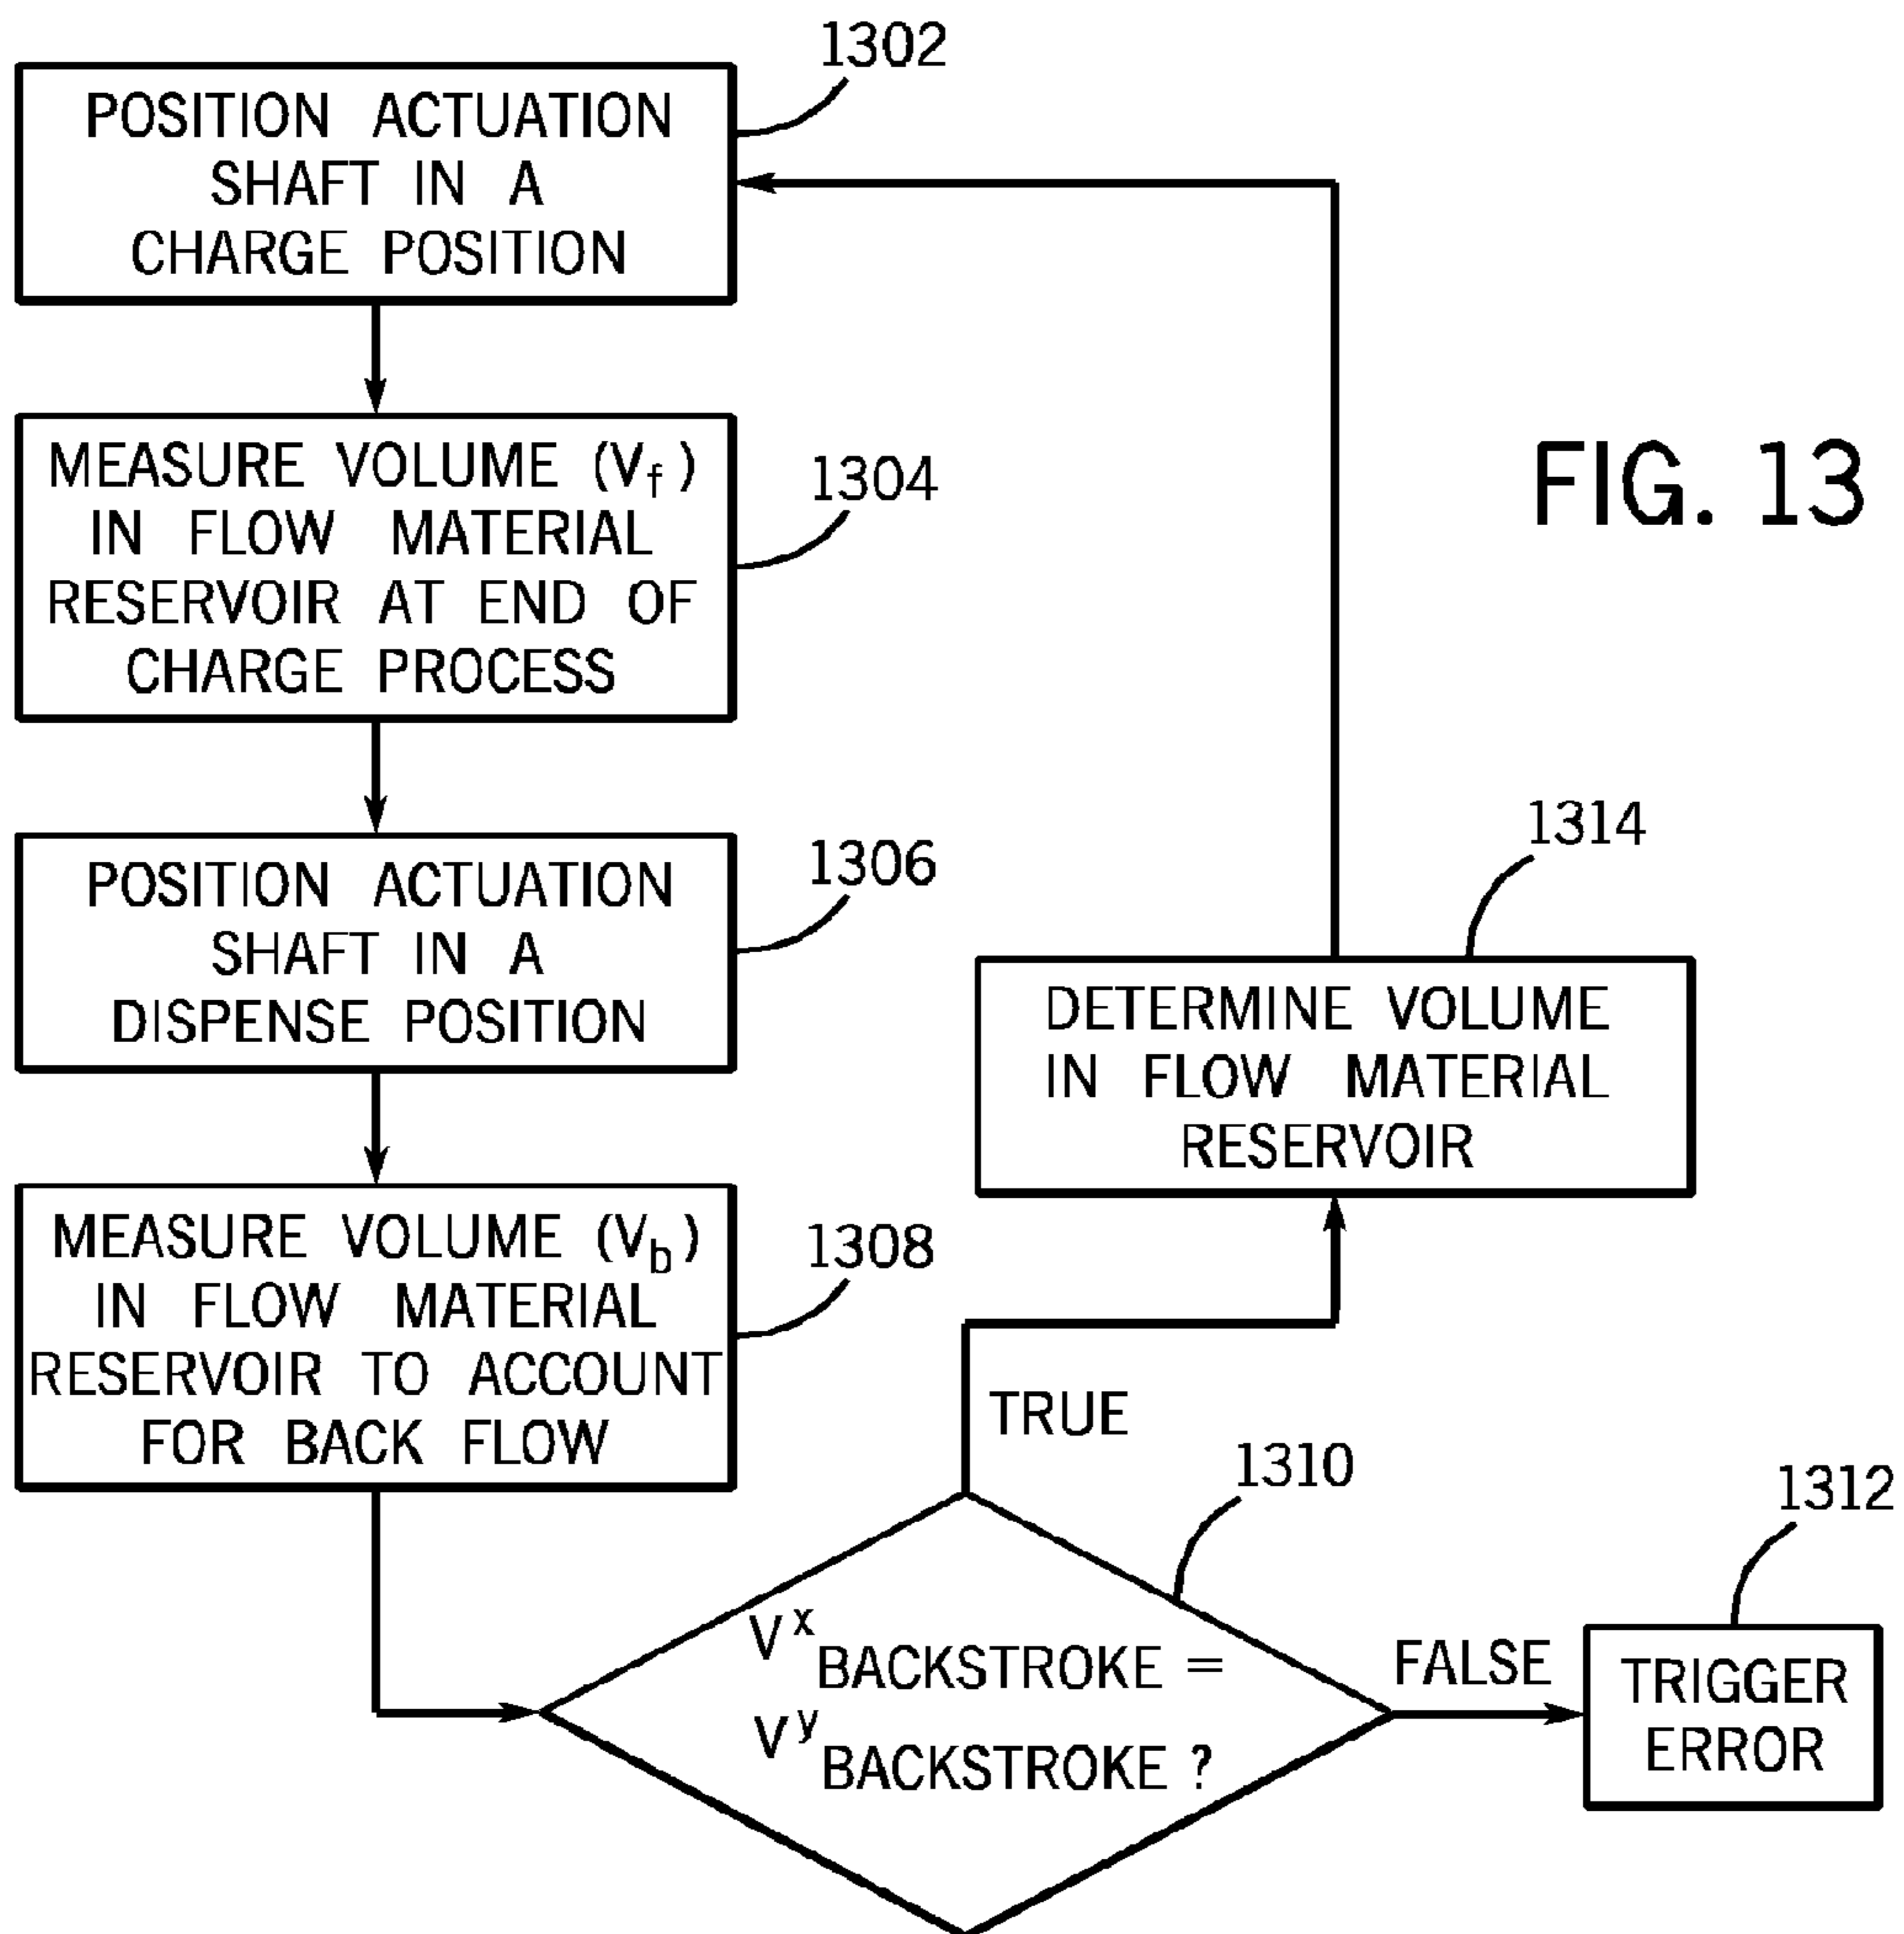 1302
POSITION ACTUATION
SHAFT IN A
CHARGE POSITION
MEASURE VOLUME (Vf)
IN FLOW MATERIAL
RESERVOIR AT END OF
CHARGE PROCESS
1304
FIG. 13
POSITION ACTUATION
SHAFT IN A
DISPENSE POSITION
1306
MEASURE VOLUME (Vb)
IN FLOW MATERIAL
RESERVOIR TO ACCOUNT
FOR BACK FLOW
1308
1314
DETERMINE VOLUME
IN FLOW MATERIAL
RESERVOIR
TRUE
1310
V^x BACKSTROKE =
V^y BACKSTROKE ?
FALSE
1312
TRIGGER
ERROR